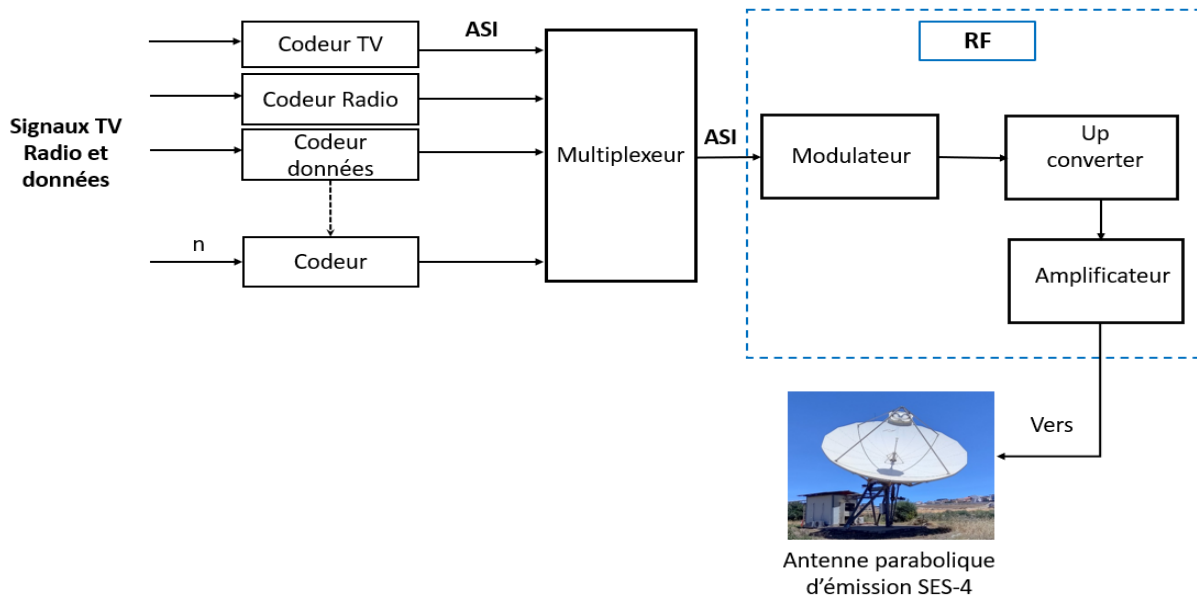 Signaux TV
Radio et
données
n
Codeur TV
Codeur Radio
Codeur
données
Codeur
ASI
Multiplexeur
ASI
RF
Modulateur
Up
converter
Amplificateur
Vers
Antenne parabolique
d'émission SES-4